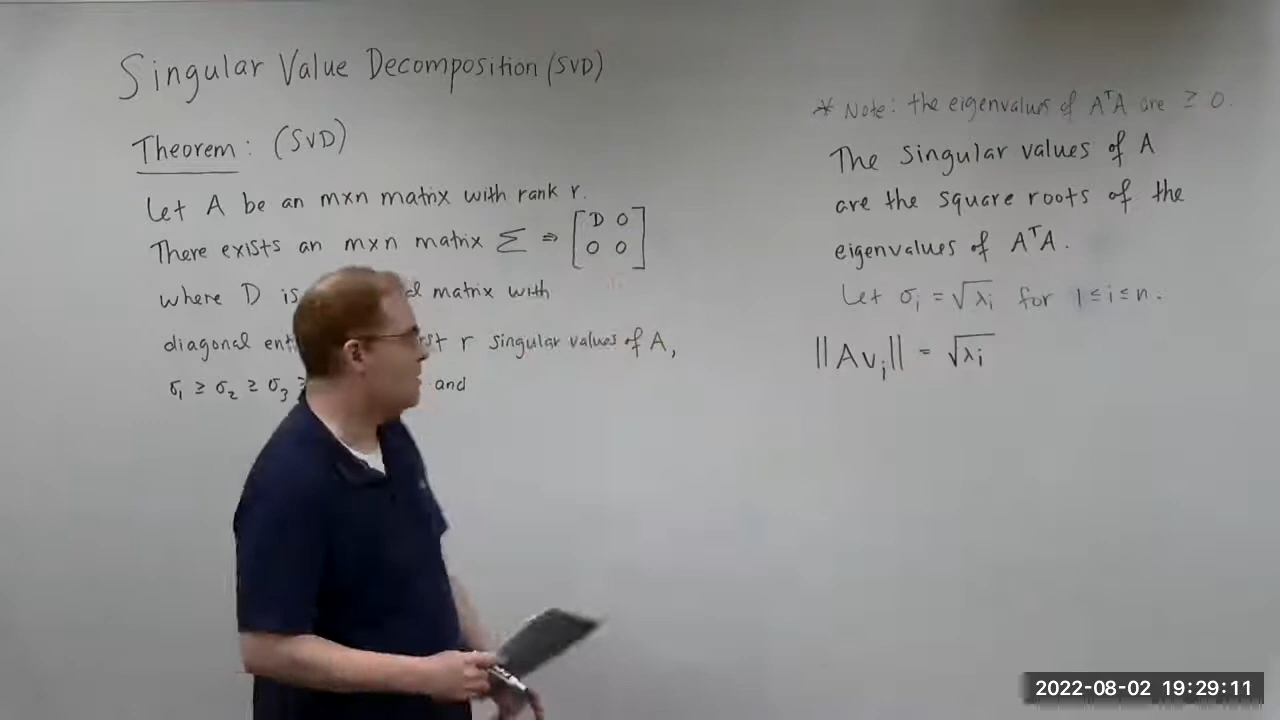 Singular Value Decomposition (SVD)
Theorem: (SVD)
Let A be an m×n matrix with rank r.
There exists an m×n matrix Σ ⇒ [D 0
0 0]
where D is matrix with
diagonal r singular values of A,
σ₁ ≥ σ₂ ≥ σ₃ ≥ and
* Note: the eigenvalues of AᵀA are ≥ 0.
The singular values of A
are the square roots of the
eigenvalues of AᵀA.
Let σᵢ = √λᵢ for 1≤i≤n.
||Avᵢ|| = √λᵢ
2022-08-02 19:29:11